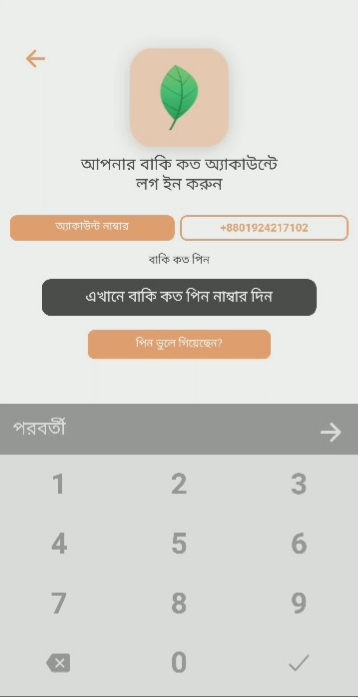 আপনার বাকি কত অ্যাকাউন্টে
লগ ইন করুন
অ্যাকাউন্ট নাম্বার
+8801924217102
বাকি কত পিন
এখানে বাকি কত পিন নাম্বার দিন
পিন ভুলে গিয়েছেন?
পরবর্তী
1 2 3
4 5 6
7 8 9
0